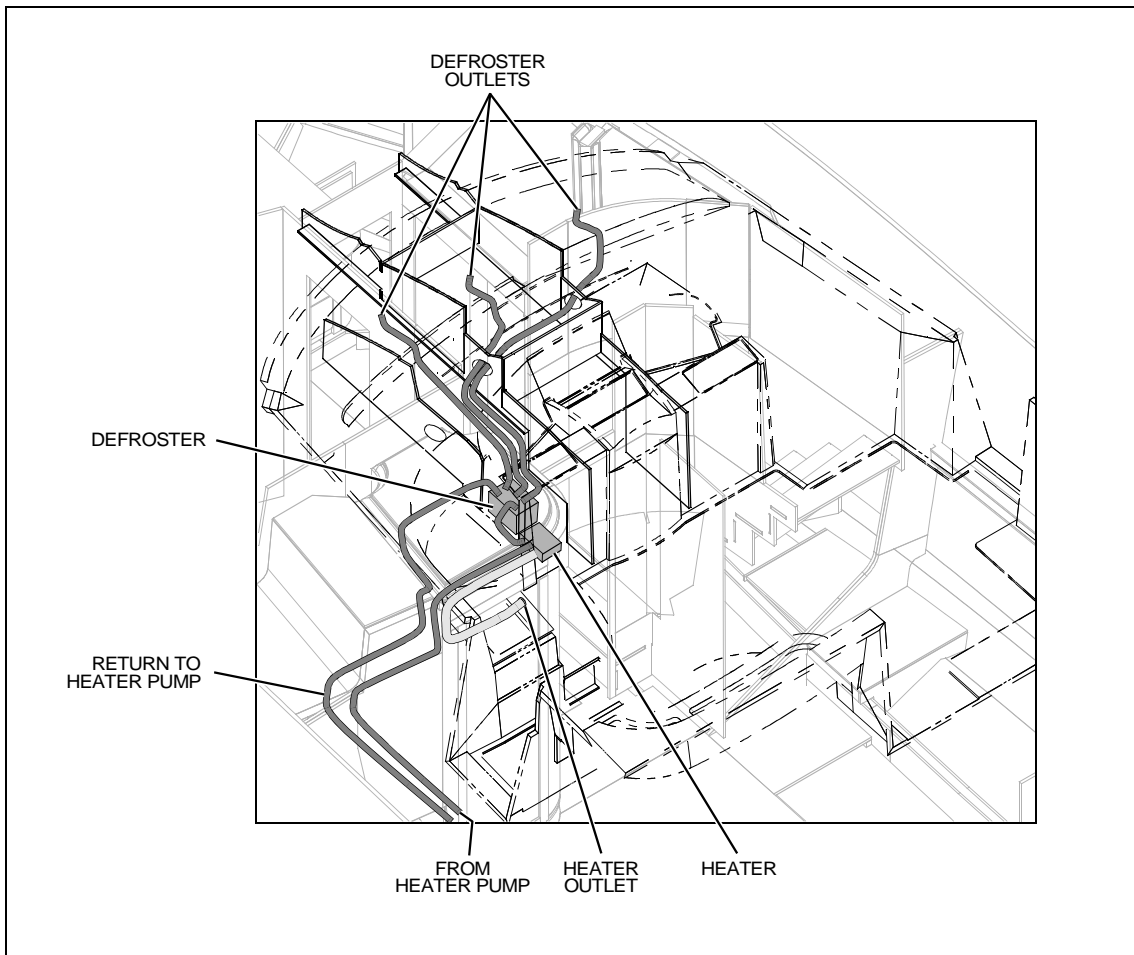 DEFROSTER
OUTLETS
DEFROSTER
RETURN TO
HEATER PUMP
FROM
HEATER PUMP
HEATER
OUTLET
HEATER